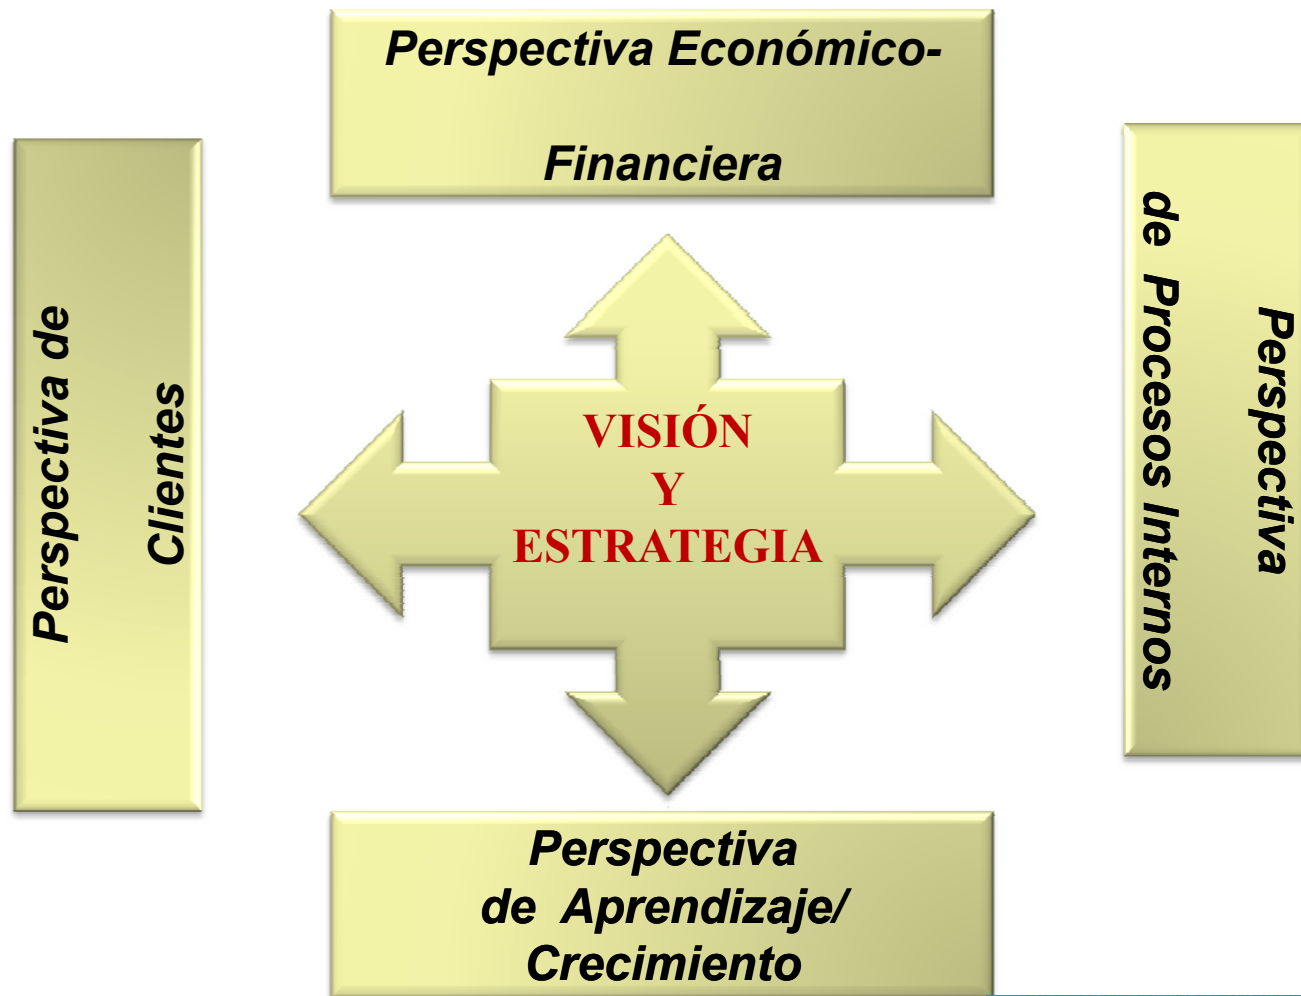 Perspectiva Económico-
Financiera
Perspectiva de
Clientes
VISIÓN
Y
ESTRATEGIA
Perspectiva
de Procesos Internos
Perspectiva
de Aprendizaje/
Crecimiento